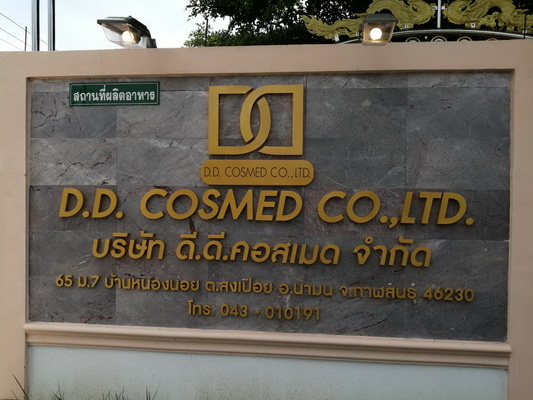 สถานที่ผลิตอาหาร
D.D. COSMED CO.,LTD.
D.D. COSMED CO.,LTD.
บริษัท ดี.ดี.คอสเมด จำกัด
65 ม.7 บ้านหนองนอย ต.สงเปือย อ.นามน จ.กาฬสินธุ์ 46230
โทร. 043 - 010191